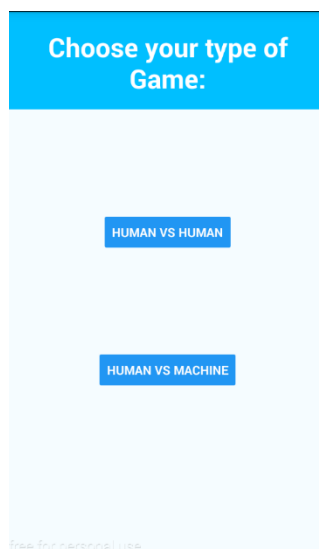 Choose your type of
Game:
HUMAN VS HUMAN
HUMAN VS MACHINE
free for personal use